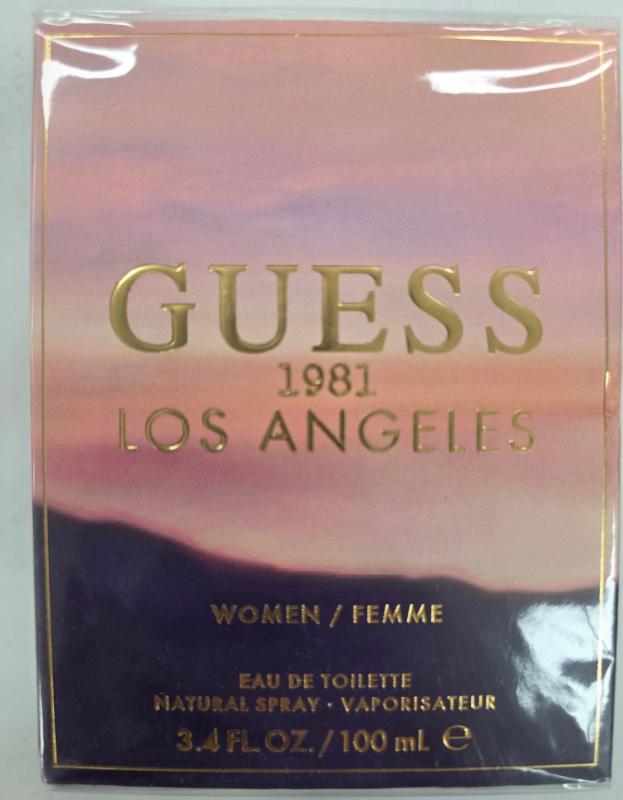 GUESS
1981
LOS ANGELES
WOMEN / FEMME
EAU DE TOILETTE
NATURAL SPRAY · VAPORISATEUR
3.4 FL. OZ. / 100 mL ℮